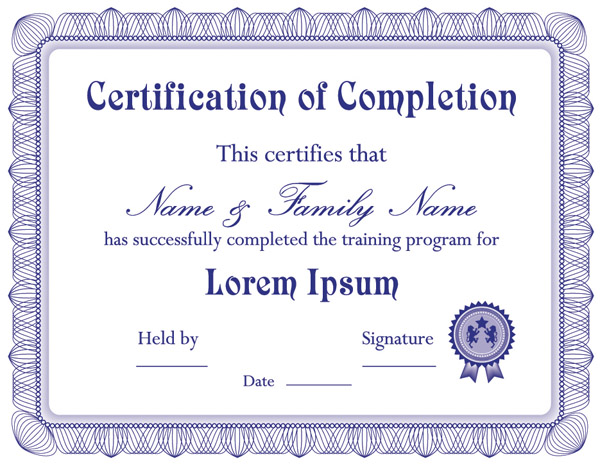 Certification of Completion
This certifies that
Name & Family Name
has successfully completed the training program for
Lorem Ipsum
Held by
Signature
Date